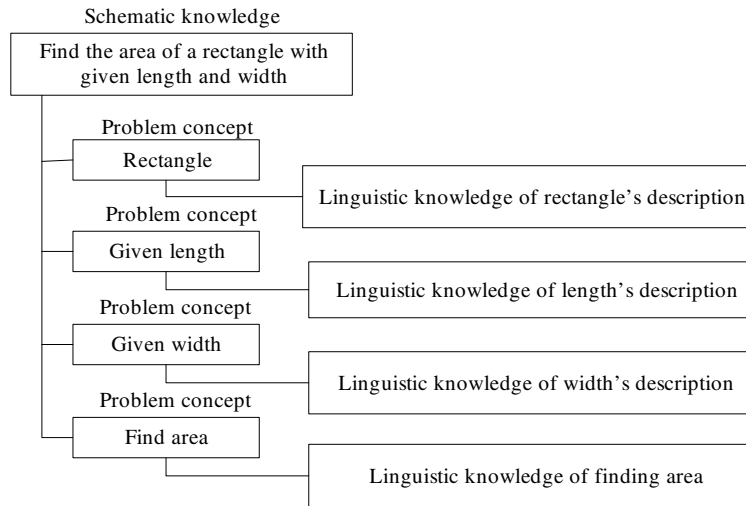 Schematic knowledge
Find the area of a rectangle with
given length and width
Problem concept
Rectangle
Linguistic knowledge of rectangle's description
Problem concept
Given length
Linguistic knowledge of length's description
Problem concept
Given width
Linguistic knowledge of width's description
Problem concept
Find area
Linguistic knowledge of finding area